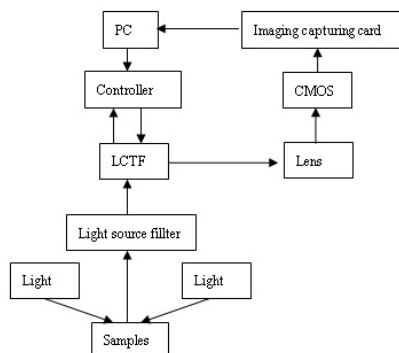 PC
Imaging capturing card
Controller
CMOS
LCTF
Lens
Light source fillter
Light
Light
Samples